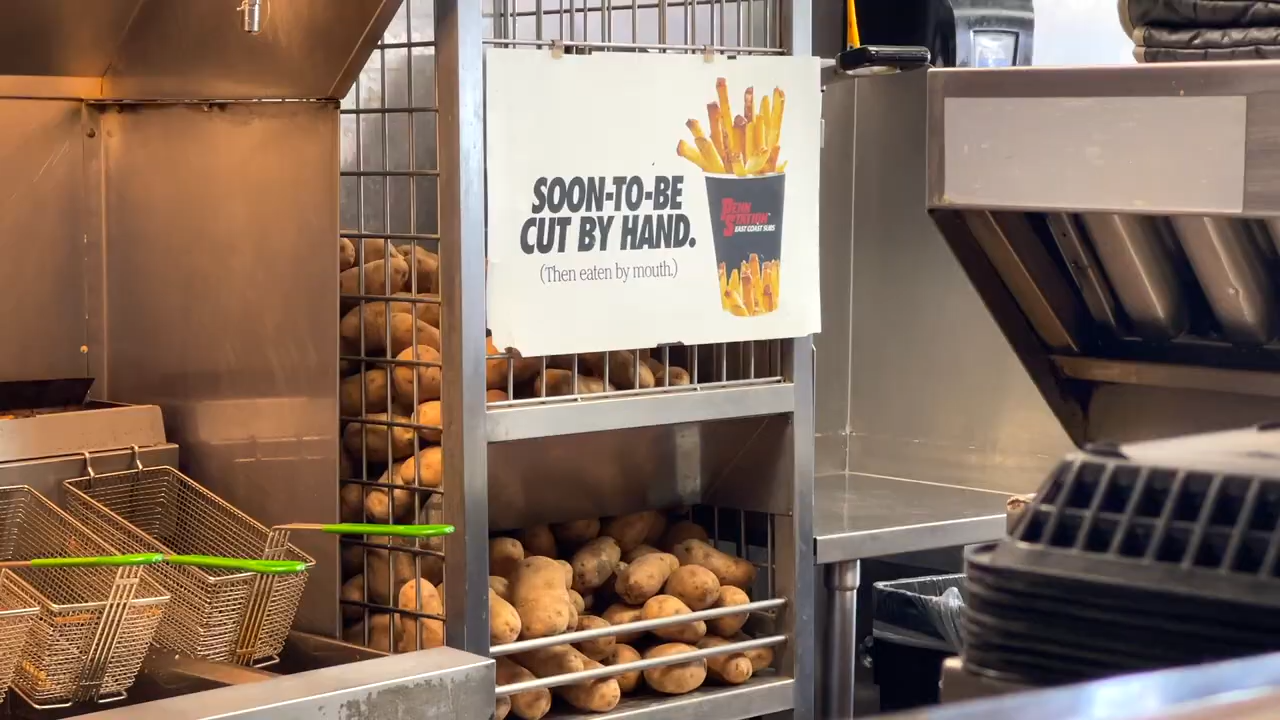 SOON-TO-BE
CUT BY HAND.
(Then eaten by mouth.)
PENN
STATION
EAST COAST SUBS